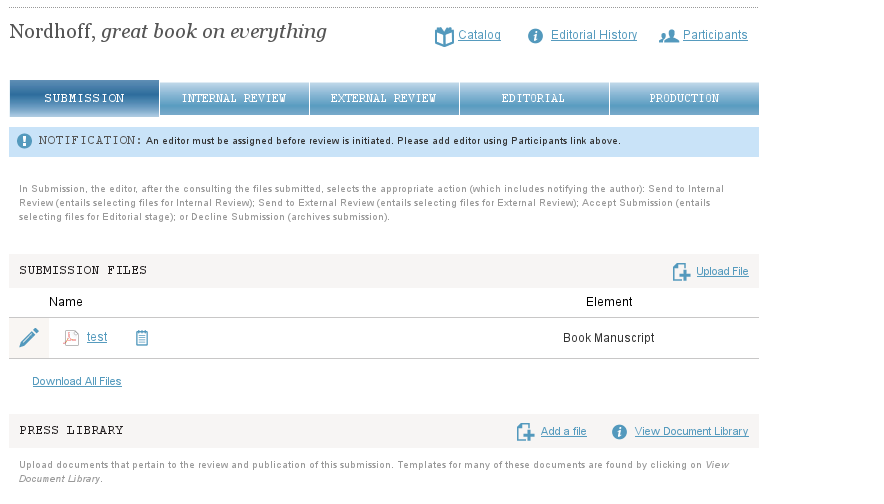 Nordhoff, great book on everything
Catalog
Editorial History
Participants
SUBMISSION
INTERNAL REVIEW
EXTERNAL REVIEW
EDITORIAL
PRODUCTION
NOTIFICATION: An editor must be assigned before review is initiated. Please add editor using Participants link above.
In Submission, the editor, after the consulting the files submitted, selects the appropriate action (which includes notifying the author): Send to Internal
Review (entails selecting files for Internal Review); Send to External Review (entails selecting files for External Review); Accept Submission (entails
selecting files for Editorial stage); or Decline Submission (archives submission).
SUBMISSION FILES
Upload File
Name
Element
test
Book Manuscript
Download All Files
PRESS LIBRARY
Add a file
View Document Library
Upload documents that pertain to the review and publication of this submission. Templates for many of these documents are found by clicking on View
Document Library.